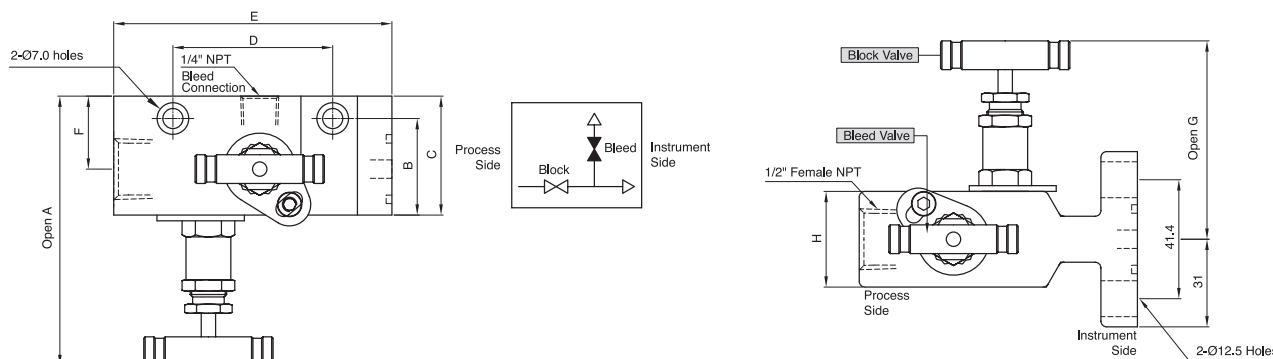 E
D
2-Ø7.0 holes
1/4" NPT
Bleed
Connection
F
B
C
Open A
Process
Side
Block
Bleed
Instrument
Side
Block Valve
Bleed Valve
1/2" Female NPT
H
Process
Side
Open G
41.4
31
Instrument
Side
2-Ø12.5 Holes